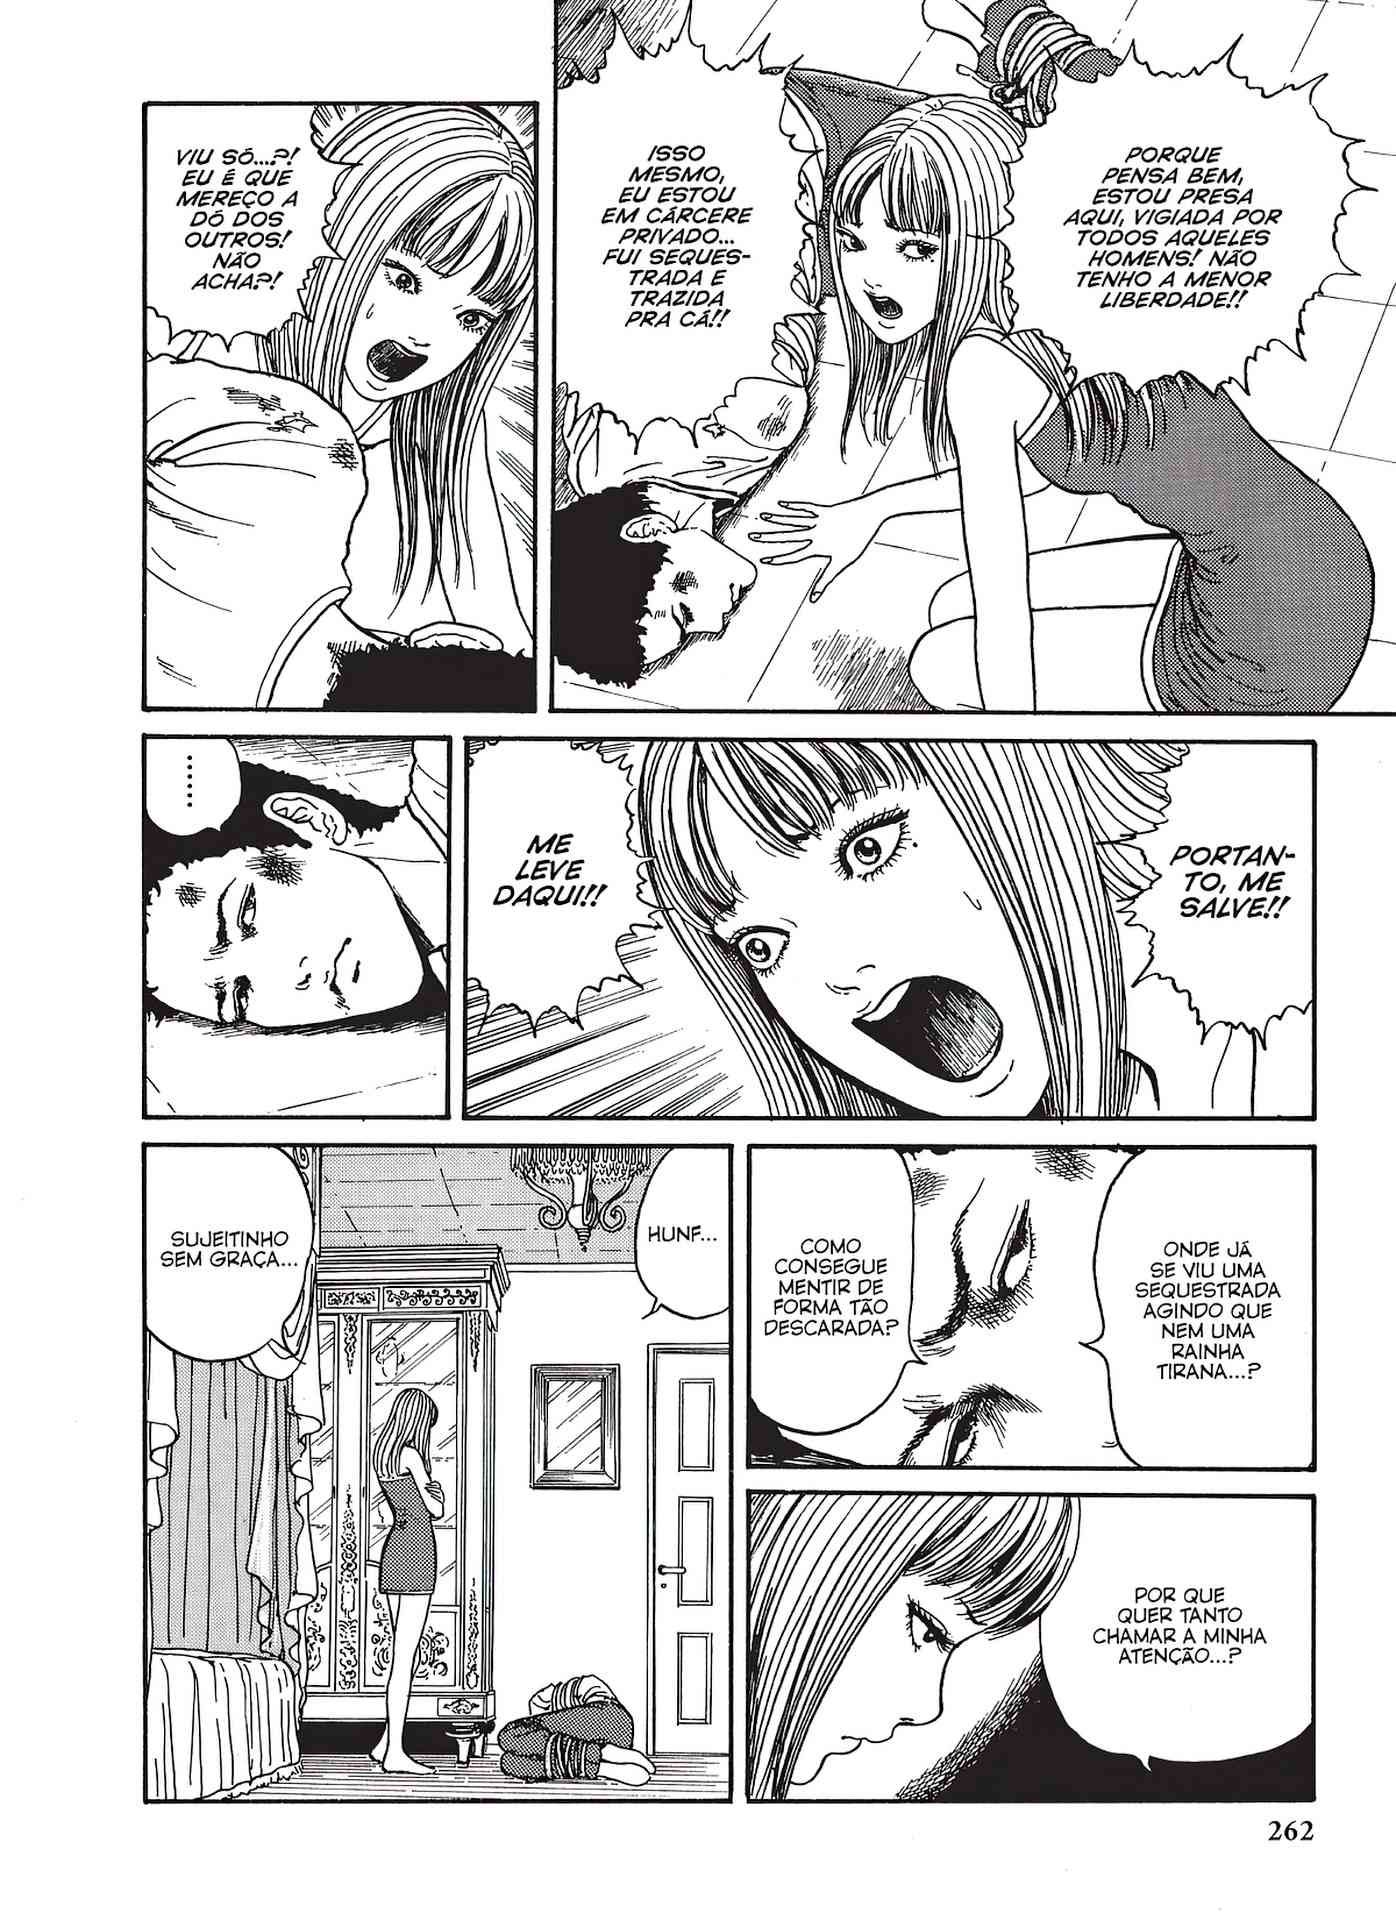 PORQUE
PENSA BEM,
ESTOU PRESA
AQUI, VIGIADA POR
TODOS AQUELES
HOMENS! NÃO
TENHO A MENOR
LIBERDADE!!
ISSO
MESMO,
EU ESTOU
EM CÁRCERE
PRIVADO...
FUI SEQUES-
TRADA E
TRAZIDA
PRA CÁ!!
VIU SÓ...?!
EU É QUE
MEREÇO A
DÓ DOS
OUTROS!
NÃO
ACHA?!
PORTAN-
TO, ME
SALVE!!
ME
LEVE
DAQUI!!
........
ONDE JÁ
SE VIU UMA
SEQUESTRADA
AGINDO QUE
NEM UMA
RAINHA
TIRANA...?
COMO
CONSEGUE
MENTIR DE
FORMA TÃO
DESCARADA?
POR QUE
QUER TANTO
CHAMAR A MINHA
ATENÇÃO...?
HUNF...
SUJEITINHO
SEM GRAÇA...
262